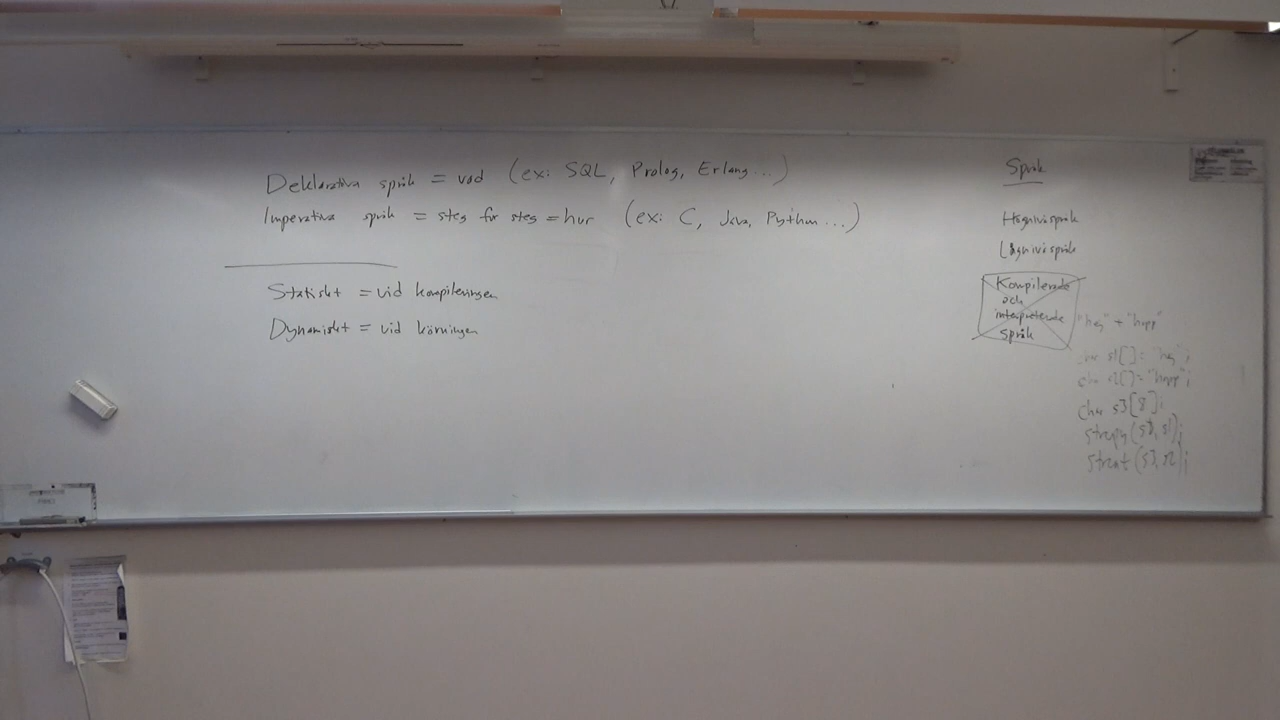 Deklarativa språk = vad (ex: SQL, Prolog, Erlang...)
Imperativa språk = steg för steg = hur (ex: C, Java, Python...)
Statiskt = vid kompileringen
Dynamiskt = vid körningen
Språk
Högnivåspråk
Lågnivåspråk
Kompilerade
och
interpreterade
språk
"hej" + "hopp"
char s1[] = "hej";
char s2[] = "hopp";
char s3[8];
strcpy(s3, s1);
strcat(s3, s2);